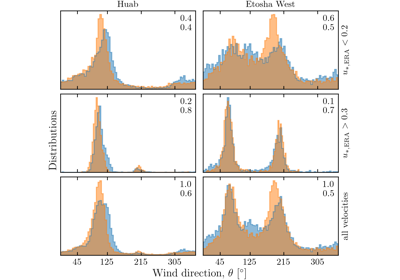 Huab
Etosha West
0.4
0.4
0.6
0.5
u*,ERA < 0.2
0.2
0.8
0.1
0.7
u*,ERA > 0.3
1.0
0.6
1.0
0.5
all velocities
Distributions
45 125 215 305
45 125 215 305
Wind direction, θ [°]